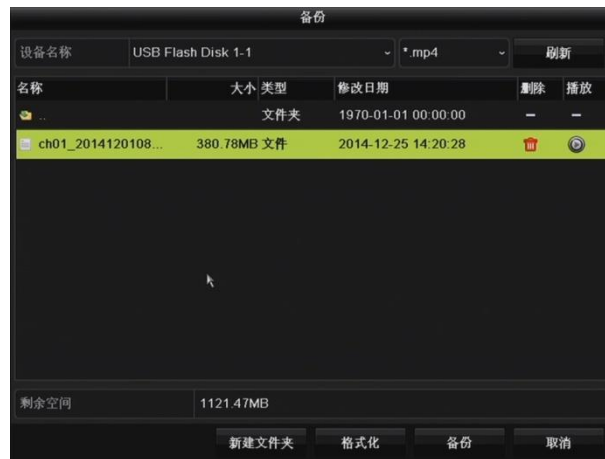 备份
设备名称 USB Flash Disk 1-1 *.mp4 刷新
名称 大小 类型 修改日期 删除 播放
.. 文件夹 1970-01-01 00:00:00 – –
ch01_2014120108... 380.78MB 文件 2014-12-25 14:20:28
剩余空间 1121.47MB
新建文件夹 格式化 备份 取消